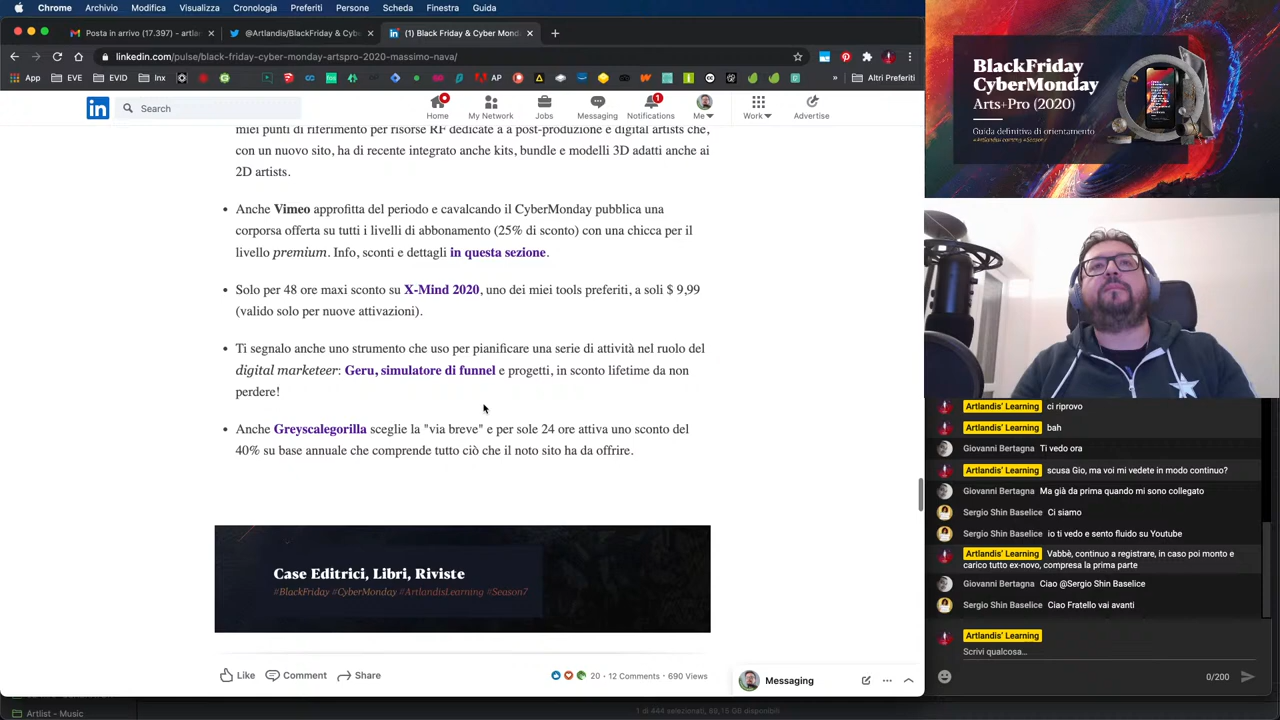 Chrome Archivio Modifica Visualizza Cronologia Preferiti Persone Scheda Finestra Guida
Posta in arrivo (17.397) - artlan
@Artlandis/BlackFriday & Cybe
(1) Black Friday & Cyber Mond
linkedin.com/pulse/black-friday-cyber-monday-artspro-2020-massimo-nava/
App EVE EVID Inx AP Altri Preferiti
Search
Home My Network Jobs Messaging Notifications Me Work Advertise
miei punti di riferimento per risorse RF dedicate a a post-produzione e digital artists che,
con un movo sito, ha di recente integrato anche kits, bundle e modelli 3D adatti anche ai
2D artists.
Anche Vimeo approfitta del periodo e cavalcando il CyberMonday pubblica una
corporsa offerta su tutti i livelli di abbonamento (25% di sconto) con una chicca per il
livello premium. Info, sconti e dettagli in questa sezione.
Solo per 48 ore maxi sconto su X-Mind 2020, uno dei miei tools preferiti, a soli $ 9,99
(valido solo per nuove attivazioni).
Ti segnalo anche uno strumento che uso per pianificare una serie di attività nel ruolo del
digital marketeer: Geru, simulatore di funnel e progetti, in sconto lifetime da non
perdere!
Anche Greyscalegorilla sceglie la "via breve" e per sole 24 ore attiva uno sconto del
40% su base annuale che comprende tutto ciò che il noto sito ha da offrire.
Case Editrici, Libri, Riviste
#BlackFriday #CyberMonday #ArtlandisLearning #Season7
Like Comment Share
20 · 12 Comments · 690 Views
Messaging
Artlist - Music
1 di 444 selezionati, 89,15 GB disponibili
BlackFriday
CyberMonday
Arts+Pro (2020)
Guida definitiva di orientamento
#ArtlandisLearning #Season7
Artlandis' Learning ci riprovo
Artlandis' Learning bah
Giovanni Bertagna Ti vedo ora
Artlandis' Learning scusa Gio, ma voi mi vedete in modo continuo?
Giovanni Bertagna Ma già da prima quando mi sono collegato
Sergio Shin Baselice Ci siamo
Sergio Shin Baselice io ti vedo e sento fluido su Youtube
Artlandis' Learning Vabbè, continuo a registrare, in caso poi monto e
carico tutto ex-novo, compresa la prima parte
Giovanni Bertagna Ciao @Sergio Shin Baselice
Sergio Shin Baselice Ciao Fratello vai avanti
Artlandis' Learning
Scrivi qualcosa...
0/200